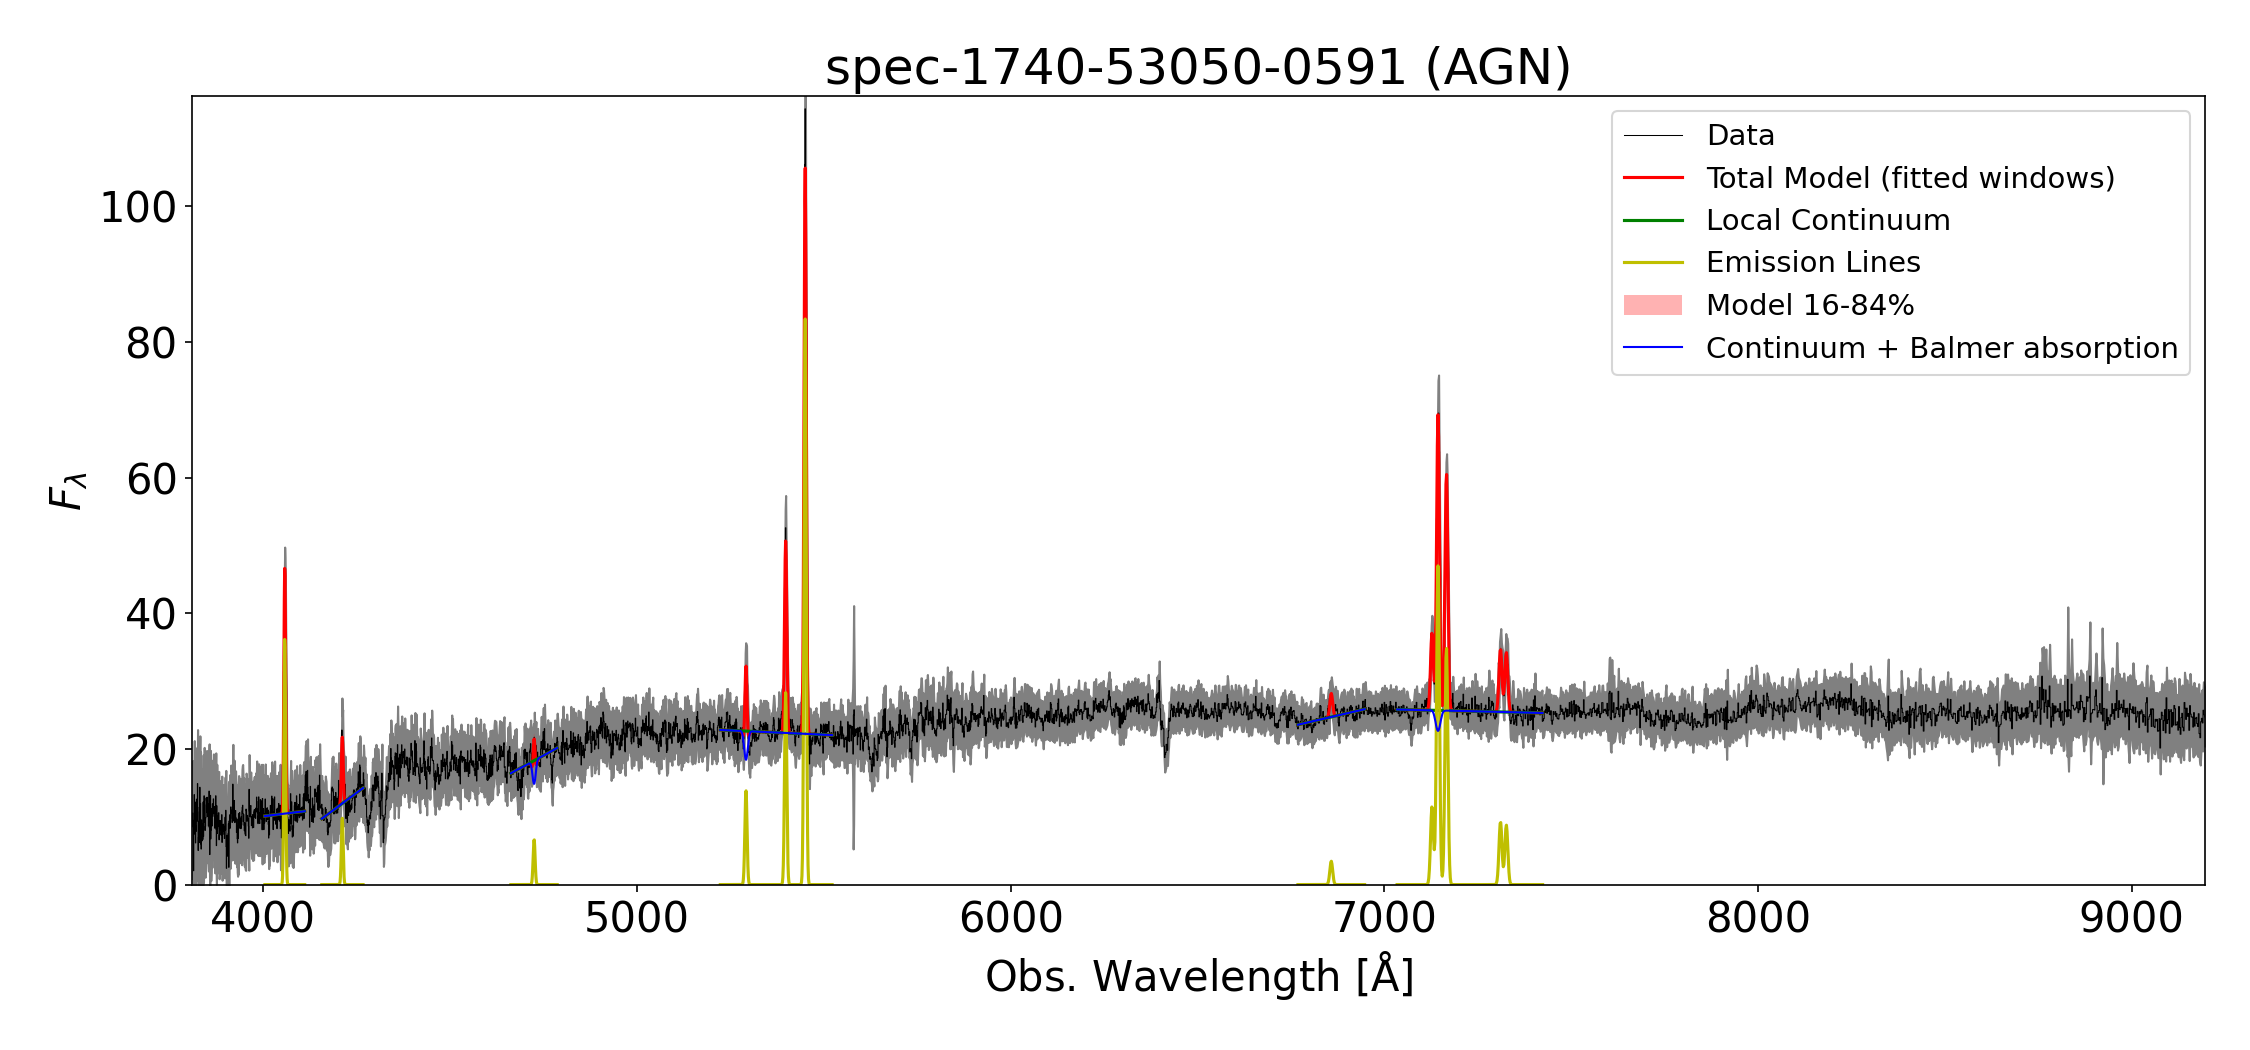 spec-1740-53050-0591 (AGN)
Data
Total Model (fitted windows)
Local Continuum
Emission Lines
Model 16-84%
Continuum + Balmer absorption
100
80
60
40
20
0
Fλ
4000 5000 6000 7000 8000 9000
Obs. Wavelength [Å]